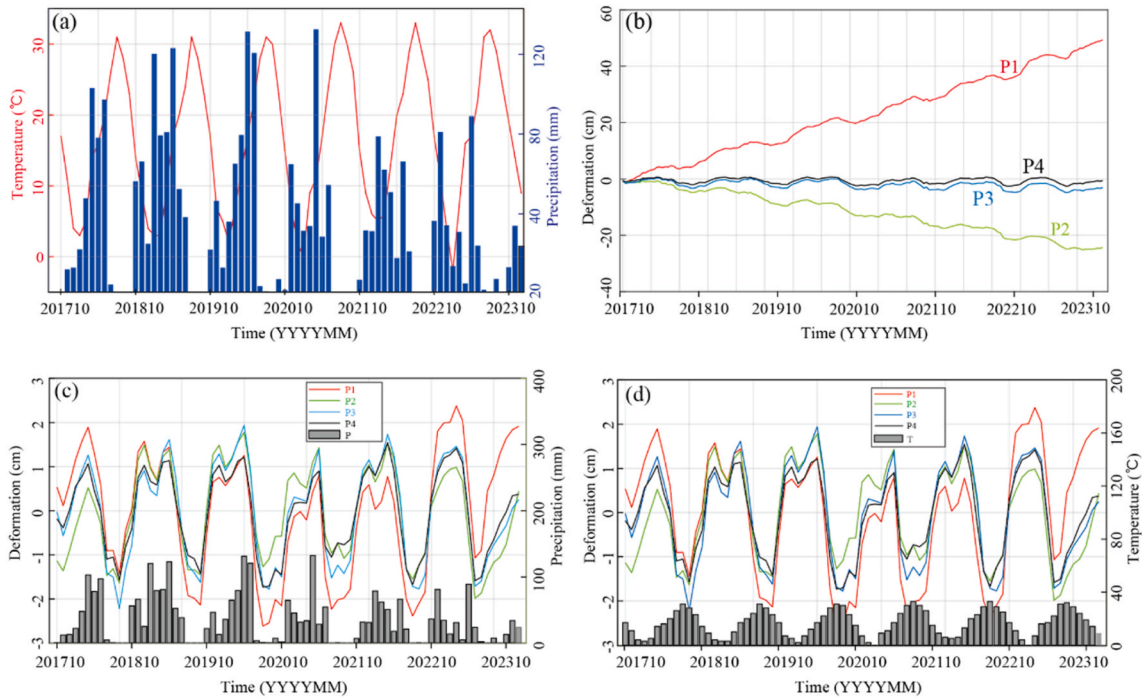 (a)
Temperature (℃)
30
20
10
0
120
80
40
20
Precipitation (mm)
201710 201810 201910 202010 202110 202210 202310
Time (YYYYMM)
(b)
Deformation (cm)
60
40
20
0
-20
-40
P1
P4
P3
P2
201710 201810 201910 202010 202110 202210 202310
Time (YYYYMM)
(c)
Deformation (cm)
3
2
1
0
-1
-2
-3
P1
P2
P3
P4
P
400
300
200
100
0
Precipitation (mm)
201710 201810 201910 202010 202110 202210 202310
Time (YYYYMM)
(d)
Deformation (cm)
3
2
1
0
-1
-2
-3
P1
P2
P3
P4
T
200
160
120
80
40
0
Temperature (℃)
201710 201810 201910 202010 202110 202210 202310
Time (YYYYMM)